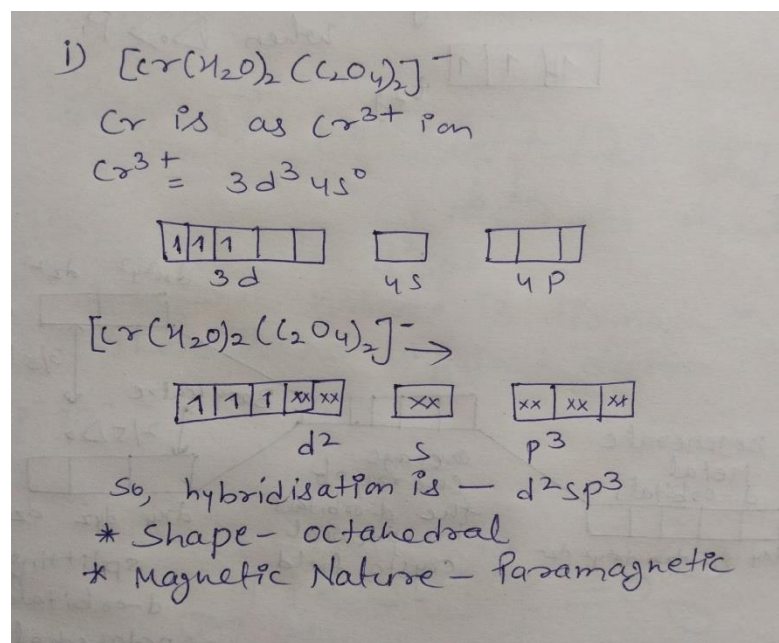 i) [Cr(H₂O)₂(C₂O₄)₂]⁻
Cr is as Cr³⁺ ion
Cr³⁺ = 3d³ 4s⁰
1 1 1
3d 4s 4p
[Cr(H₂O)₂(C₂O₄)₂]⁻ →
1 1 1 xx xx xx xx xx xx
d2 s p3
So, hybridisation is – d²sp³
* Shape – octahedral
* Magnetic Nature – Paramagnetic